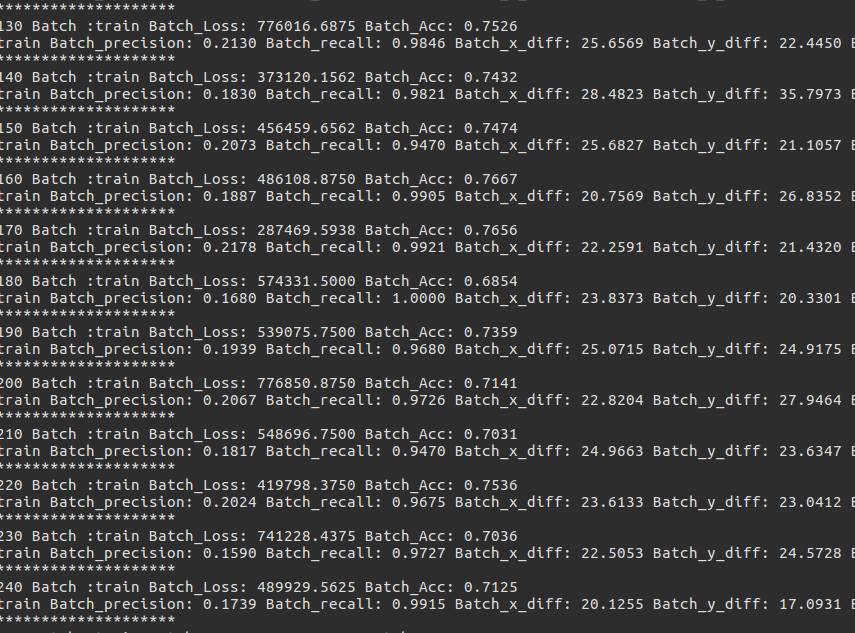 ********************
130 Batch :train Batch_Loss: 776016.6875 Batch_Acc: 0.7526
train Batch_precision: 0.2130 Batch_recall: 0.9846 Batch_x_diff: 25.6569 Batch_y_diff: 22.4450
********************
140 Batch :train Batch_Loss: 373120.1562 Batch_Acc: 0.7432
train Batch_precision: 0.1830 Batch_recall: 0.9821 Batch_x_diff: 28.4823 Batch_y_diff: 35.7973
********************
150 Batch :train Batch_Loss: 456459.6562 Batch_Acc: 0.7474
train Batch_precision: 0.2073 Batch_recall: 0.9470 Batch_x_diff: 25.6827 Batch_y_diff: 21.1057
********************
160 Batch :train Batch_Loss: 486108.8750 Batch_Acc: 0.7667
train Batch_precision: 0.1887 Batch_recall: 0.9905 Batch_x_diff: 20.7569 Batch_y_diff: 26.8352
********************
170 Batch :train Batch_Loss: 287469.5938 Batch_Acc: 0.7656
train Batch_precision: 0.2178 Batch_recall: 0.9921 Batch_x_diff: 22.2591 Batch_y_diff: 21.4320
********************
180 Batch :train Batch_Loss: 574331.5000 Batch_Acc: 0.6854
train Batch_precision: 0.1680 Batch_recall: 1.0000 Batch_x_diff: 23.8373 Batch_y_diff: 20.3301
********************
190 Batch :train Batch_Loss: 539075.7500 Batch_Acc: 0.7359
train Batch_precision: 0.1939 Batch_recall: 0.9680 Batch_x_diff: 25.0715 Batch_y_diff: 24.9175
********************
200 Batch :train Batch_Loss: 776850.8750 Batch_Acc: 0.7141
train Batch_precision: 0.2067 Batch_recall: 0.9726 Batch_x_diff: 22.8204 Batch_y_diff: 27.9464
********************
210 Batch :train Batch_Loss: 548696.7500 Batch_Acc: 0.7031
train Batch_precision: 0.1817 Batch_recall: 0.9470 Batch_x_diff: 24.9663 Batch_y_diff: 23.6347
********************
220 Batch :train Batch_Loss: 419798.3750 Batch_Acc: 0.7536
train Batch_precision: 0.2024 Batch_recall: 0.9675 Batch_x_diff: 23.6133 Batch_y_diff: 23.0412
********************
230 Batch :train Batch_Loss: 741228.4375 Batch_Acc: 0.7036
train Batch_precision: 0.1590 Batch_recall: 0.9727 Batch_x_diff: 22.5053 Batch_y_diff: 24.5728
********************
240 Batch :train Batch_Loss: 489929.5625 Batch_Acc: 0.7125
train Batch_precision: 0.1739 Batch_recall: 0.9915 Batch_x_diff: 20.1255 Batch_y_diff: 17.0931
********************